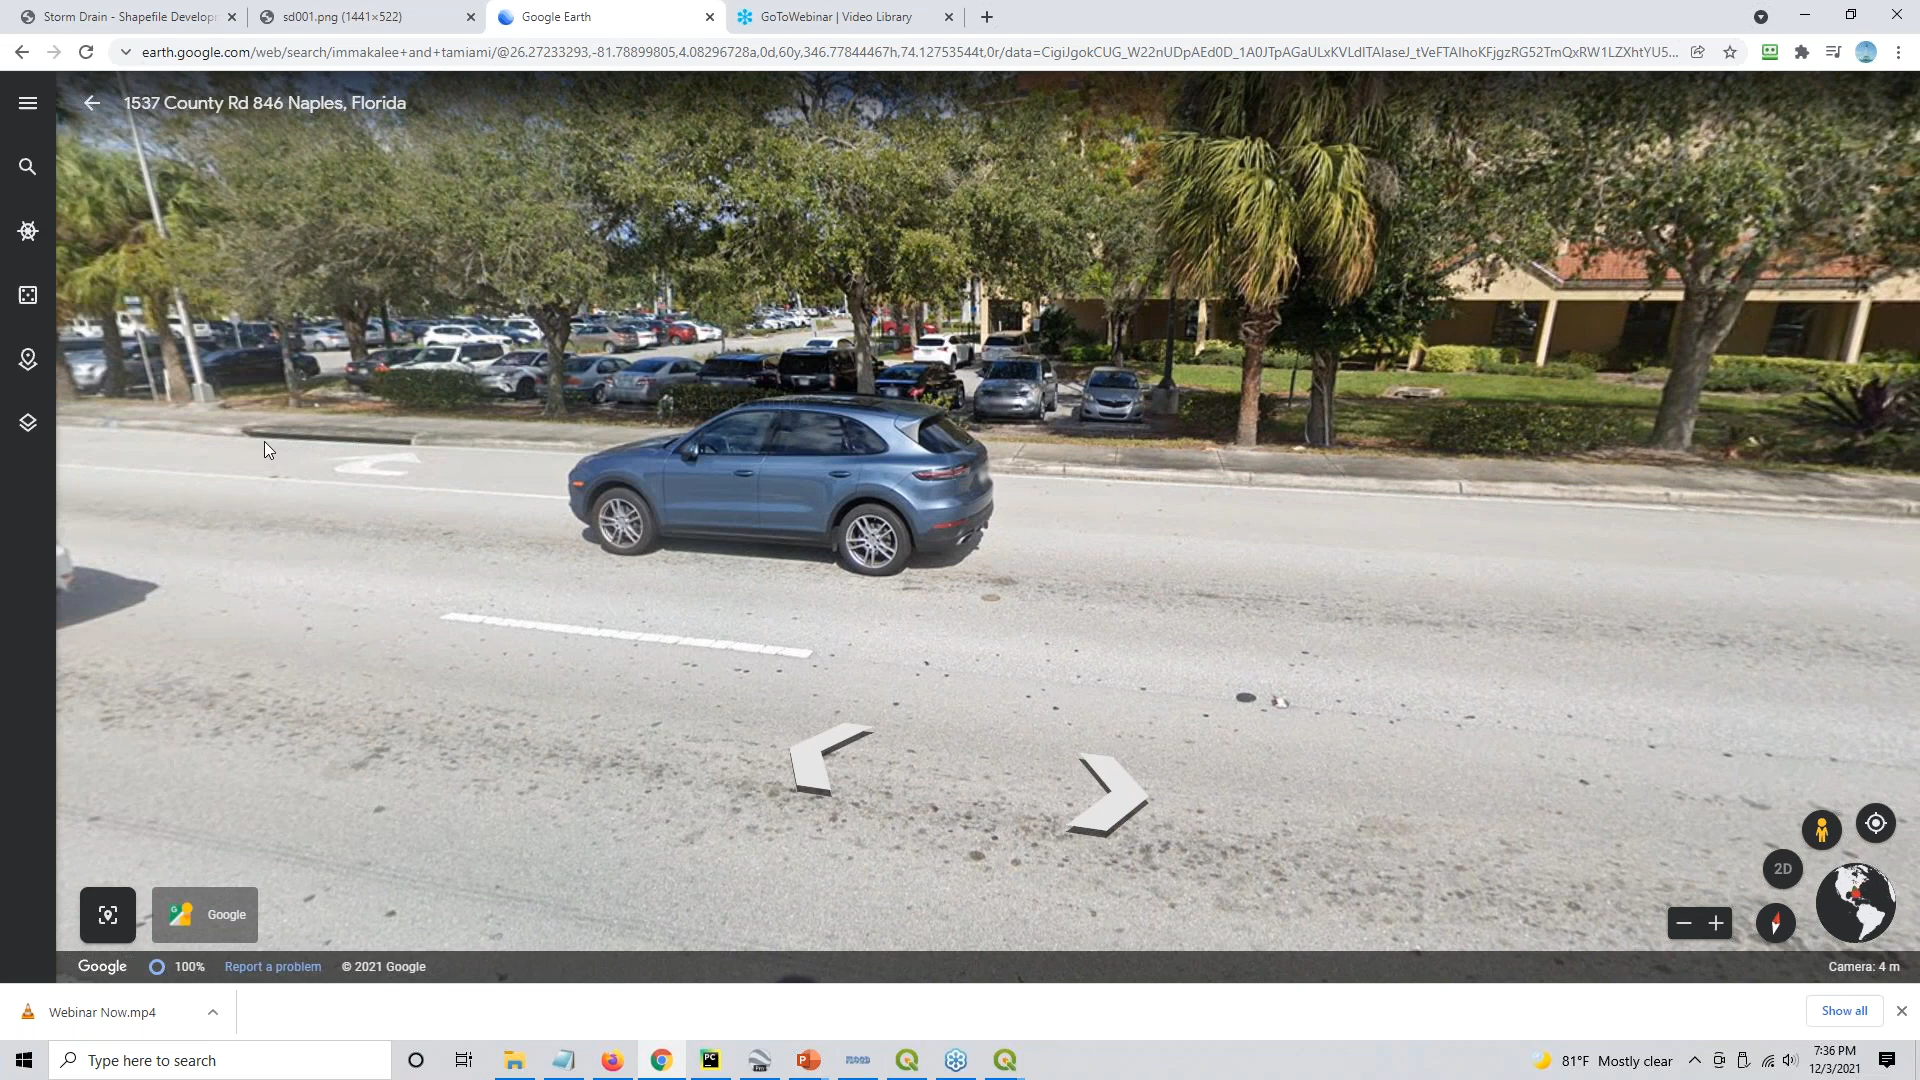 Storm Drain - Shapefile Develop
sd001.png (1441×522)
Google Earth
GoToWebinar | Video Library
earth.google.com/web/search/immakalee+and+tamiami/@26.27233293,-81.78899805,4.08296728a,0d,60y,346.77844467h,74.12753544t,0r/data=CigiJgokCUG_W22nUDpAEd0D_1A0JTpAGaULxKVLdlTAIaseJ_tVeFTAIhoKFjgzRG52TmQxRW1LZXhtYU5...
1537 County Rd 846 Naples, Florida
2D
Google
Google
100%
Report a problem
© 2021 Google
Camera: 4 m
Webinar Now.mp4
Show all
Type here to search
81°F Mostly clear
7:36 PM
12/3/2021